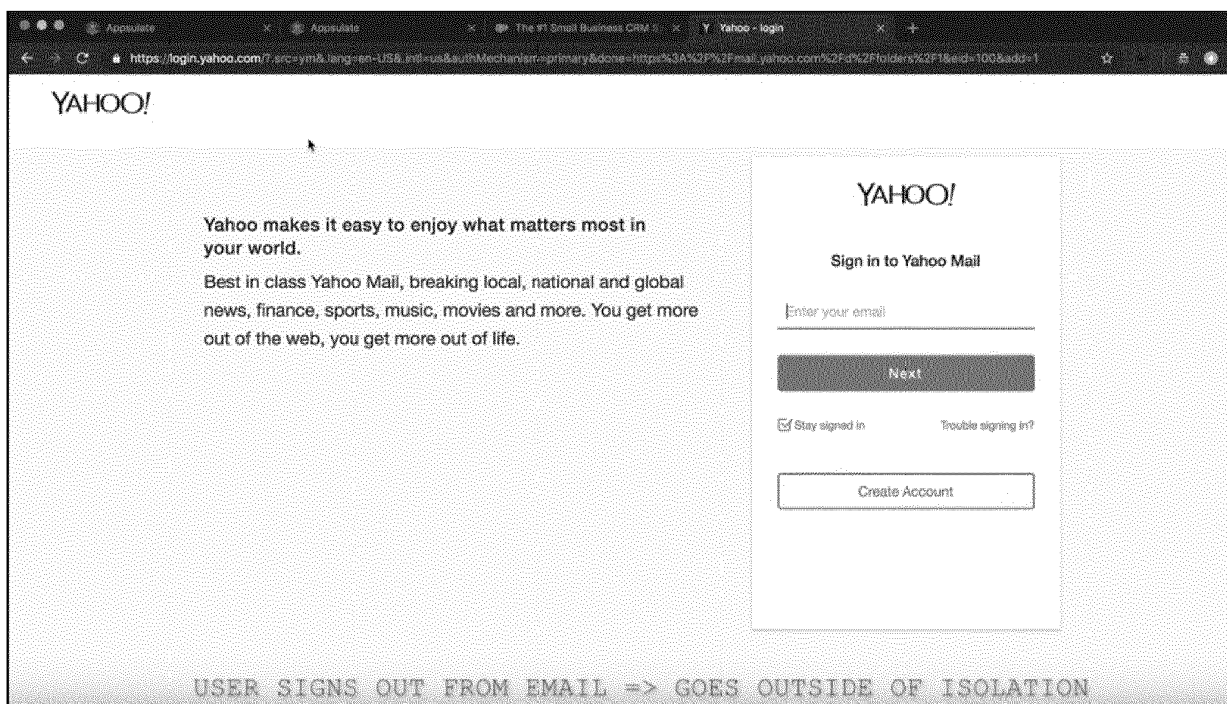 Appsulate × Appsulate × The #1 Small Business CRM S × Y Yahoo - login × +
https://login.yahoo.com/?.src=ym&.lang=en-US&.intl=us&authMechanism=primary&done=https%3A%2F%2Fmail.yahoo.com%2Fd%2Ffolders%2F1&eid=100&add=1
YAHOO!
YAHOO!
Yahoo makes it easy to enjoy what matters most in
your world.
Best in class Yahoo Mail, breaking local, national and global
news, finance, sports, music, movies and more. You get more
out of the web, you get more out of life.
Sign in to Yahoo Mail
Enter your email
Next
Stay signed in Trouble signing in?
Create Account
USER SIGNS OUT FROM EMAIL => GOES OUTSIDE OF ISOLATION